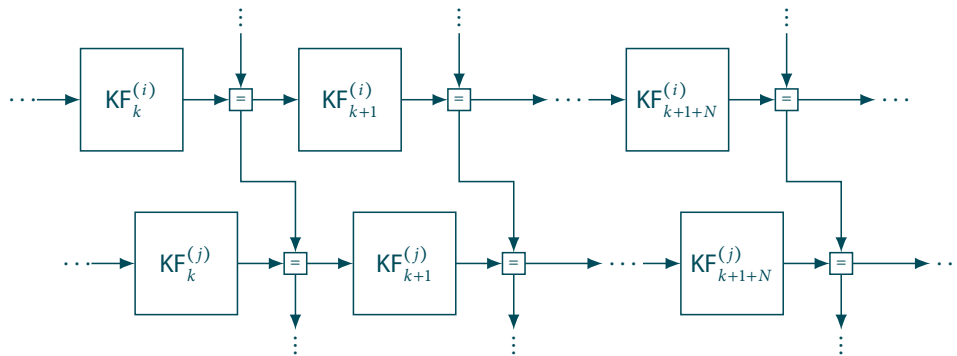 ⋮ ⋮ ⋮
⋯ KF_k^{(i)} = KF_{k+1}^{(i)} = ⋯ KF_{k+1+N}^{(i)} = ⋯
⋯ KF_k^{(j)} = KF_{k+1}^{(j)} = ⋯ KF_{k+1+N}^{(j)} = ⋯
⋮ ⋮ ⋮